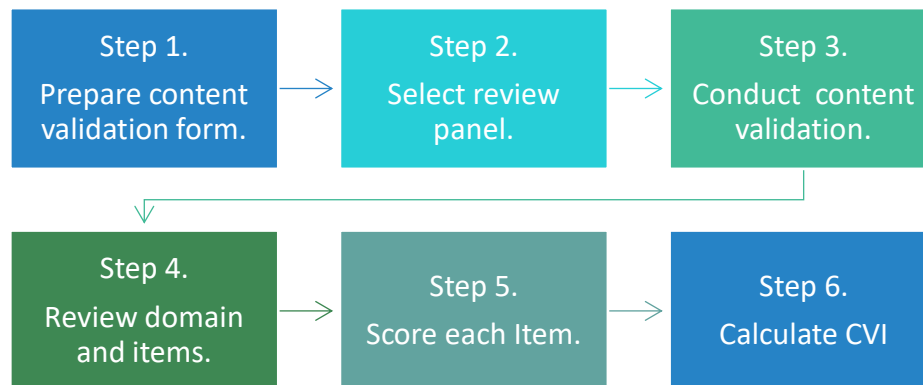 Step 1.
Prepare content
validation form.
Step 2.
Select review
panel.
Step 3.
Conduct  content
validation.
Step 4.
Review domain
and items.
Step 5.
Score each Item.
Step 6.
Calculate CVI